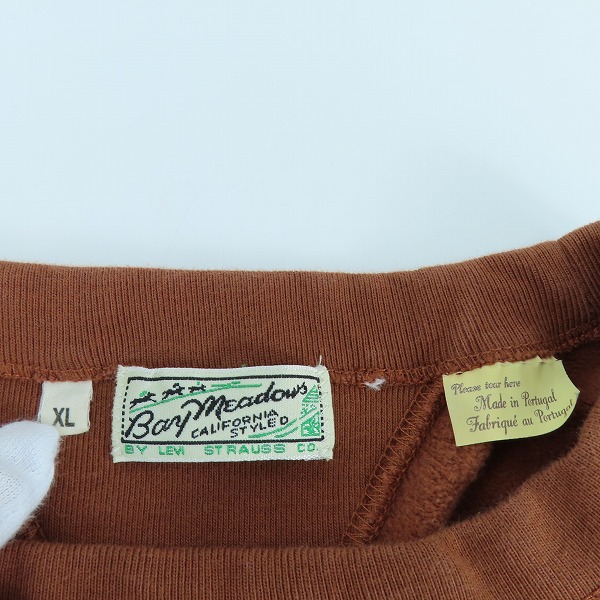 XL
Bay Meadows
CALIFORNIA
STYLED
BY LEVI STRAUSS CO.
Please tear here
Made in Portugal
Fabriqué au Portugal